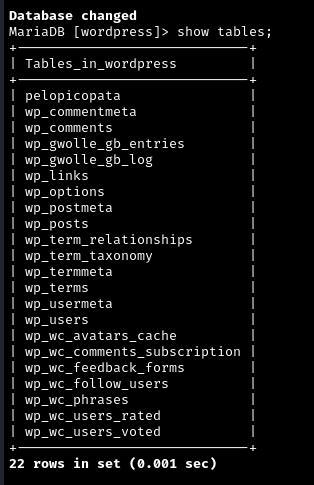 Database changed
MariaDB [wordpress]> show tables;
+-----------------------------+
| Tables_in_wordpress         |
+-----------------------------+
| pelopicopata                |
| wp_commentmeta              |
| wp_comments                 |
| wp_gwolle_gb_entries        |
| wp_gwolle_gb_log            |
| wp_links                    |
| wp_options                  |
| wp_postmeta                 |
| wp_posts                    |
| wp_term_relationships       |
| wp_term_taxonomy            |
| wp_termmeta                 |
| wp_terms                    |
| wp_usermeta                 |
| wp_users                    |
| wp_wc_avatars_cache         |
| wp_wc_comments_subscription |
| wp_wc_feedback_forms        |
| wp_wc_follow_users          |
| wp_wc_phrases               |
| wp_wc_users_rated           |
| wp_wc_users_voted           |
+-----------------------------+
22 rows in set (0.001 sec)